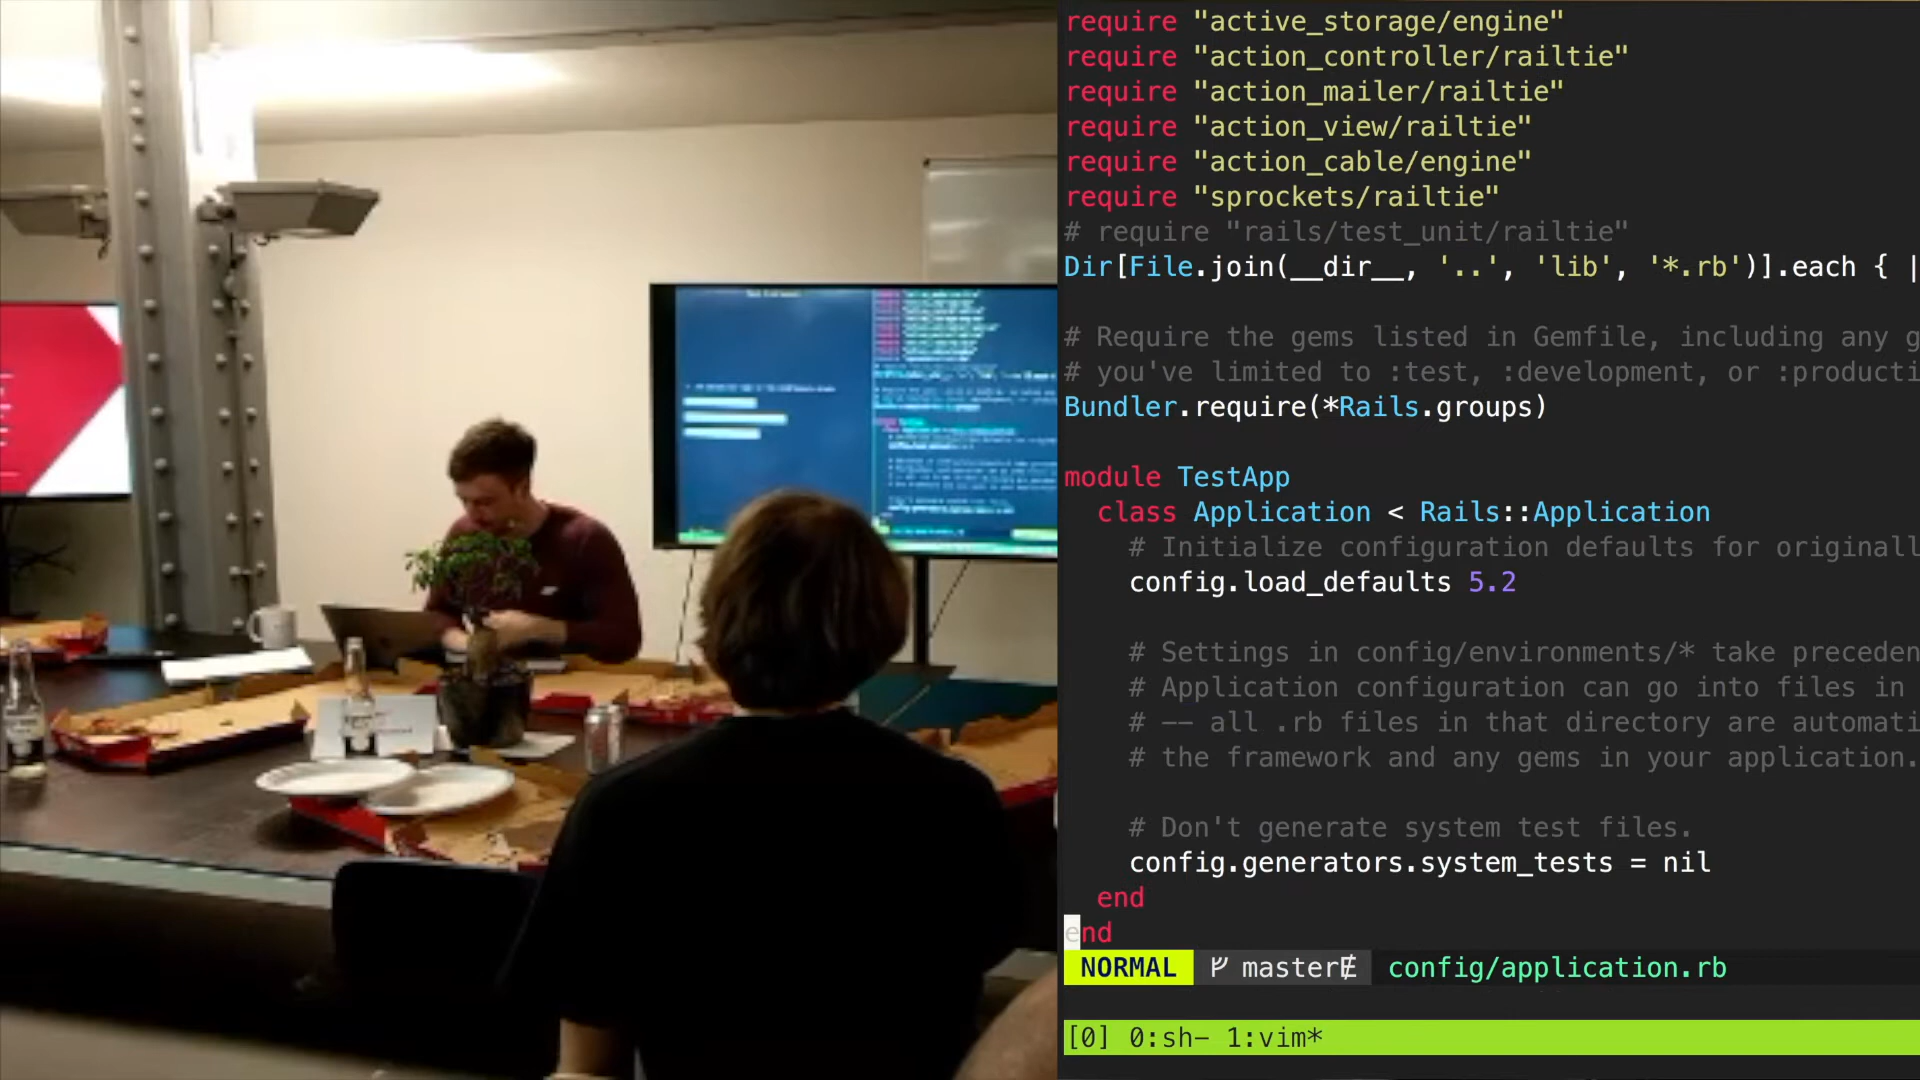 require "active_storage/engine"
require "action_controller/railtie"
require "action_mailer/railtie"
require "action_view/railtie"
require "action_cable/engine"
require "sprockets/railtie"
# require "rails/test_unit/railtie"
Dir[File.join(__dir__, '..', 'lib', '*.rb')].each { |
# Require the gems listed in Gemfile, including any g
# you've limited to :test, :development, or :producti
Bundler.require(*Rails.groups)
module TestApp
class Application < Rails::Application
# Initialize configuration defaults for originall
config.load_defaults 5.2
# Settings in config/environments/* take preceden
# Application configuration can go into files in
# -- all .rb files in that directory are automati
# the framework and any gems in your application.
# Don't generate system test files.
config.generators.system_tests = nil
end
end
NORMAL master config/application.rb
[0] 0:sh- 1:vim*